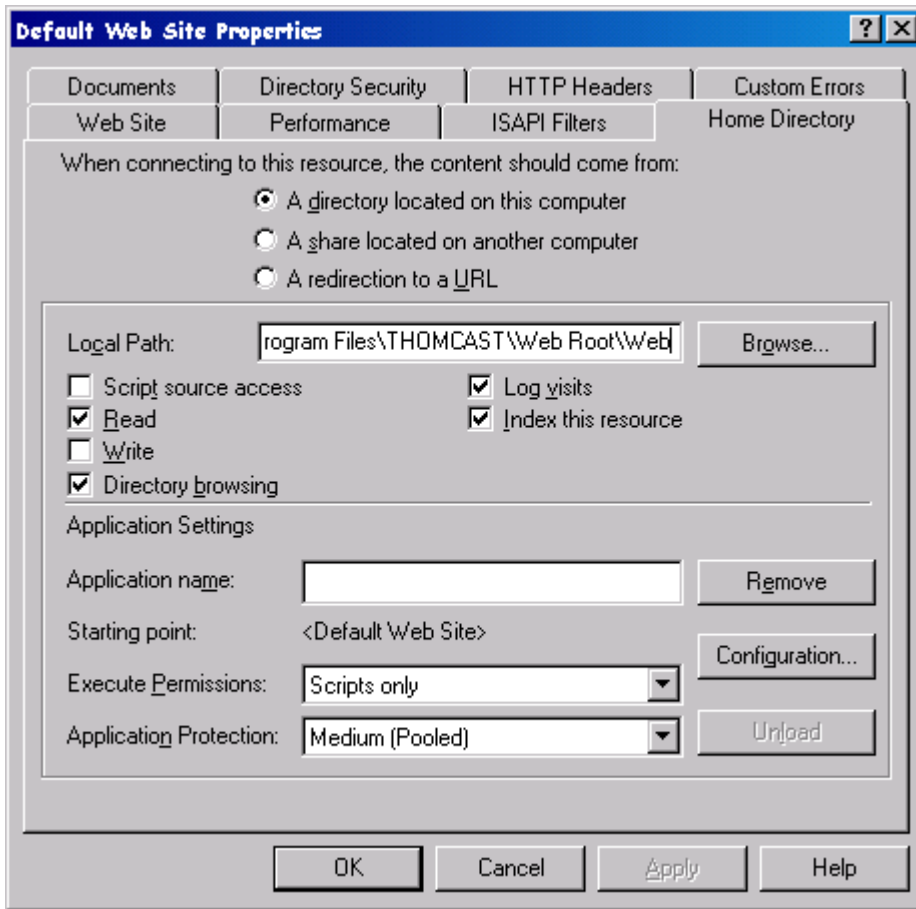 Default Web Site Properties
Documents Directory Security HTTP Headers Custom Errors
Web Site Performance ISAPI Filters Home Directory
When connecting to this resource, the content should come from:
A directory located on this computer
A share located on another computer
A redirection to a URL
Local Path: rogram Files\THOMCAST\Web Root\Web Browse...
Script source access Log visits
Read Index this resource
Write
Directory browsing
Application Settings
Application name: Remove
Starting point: <Default Web Site>
Configuration...
Execute Permissions: Scripts only
Application Protection: Medium (Pooled) Unload
OK Cancel Apply Help